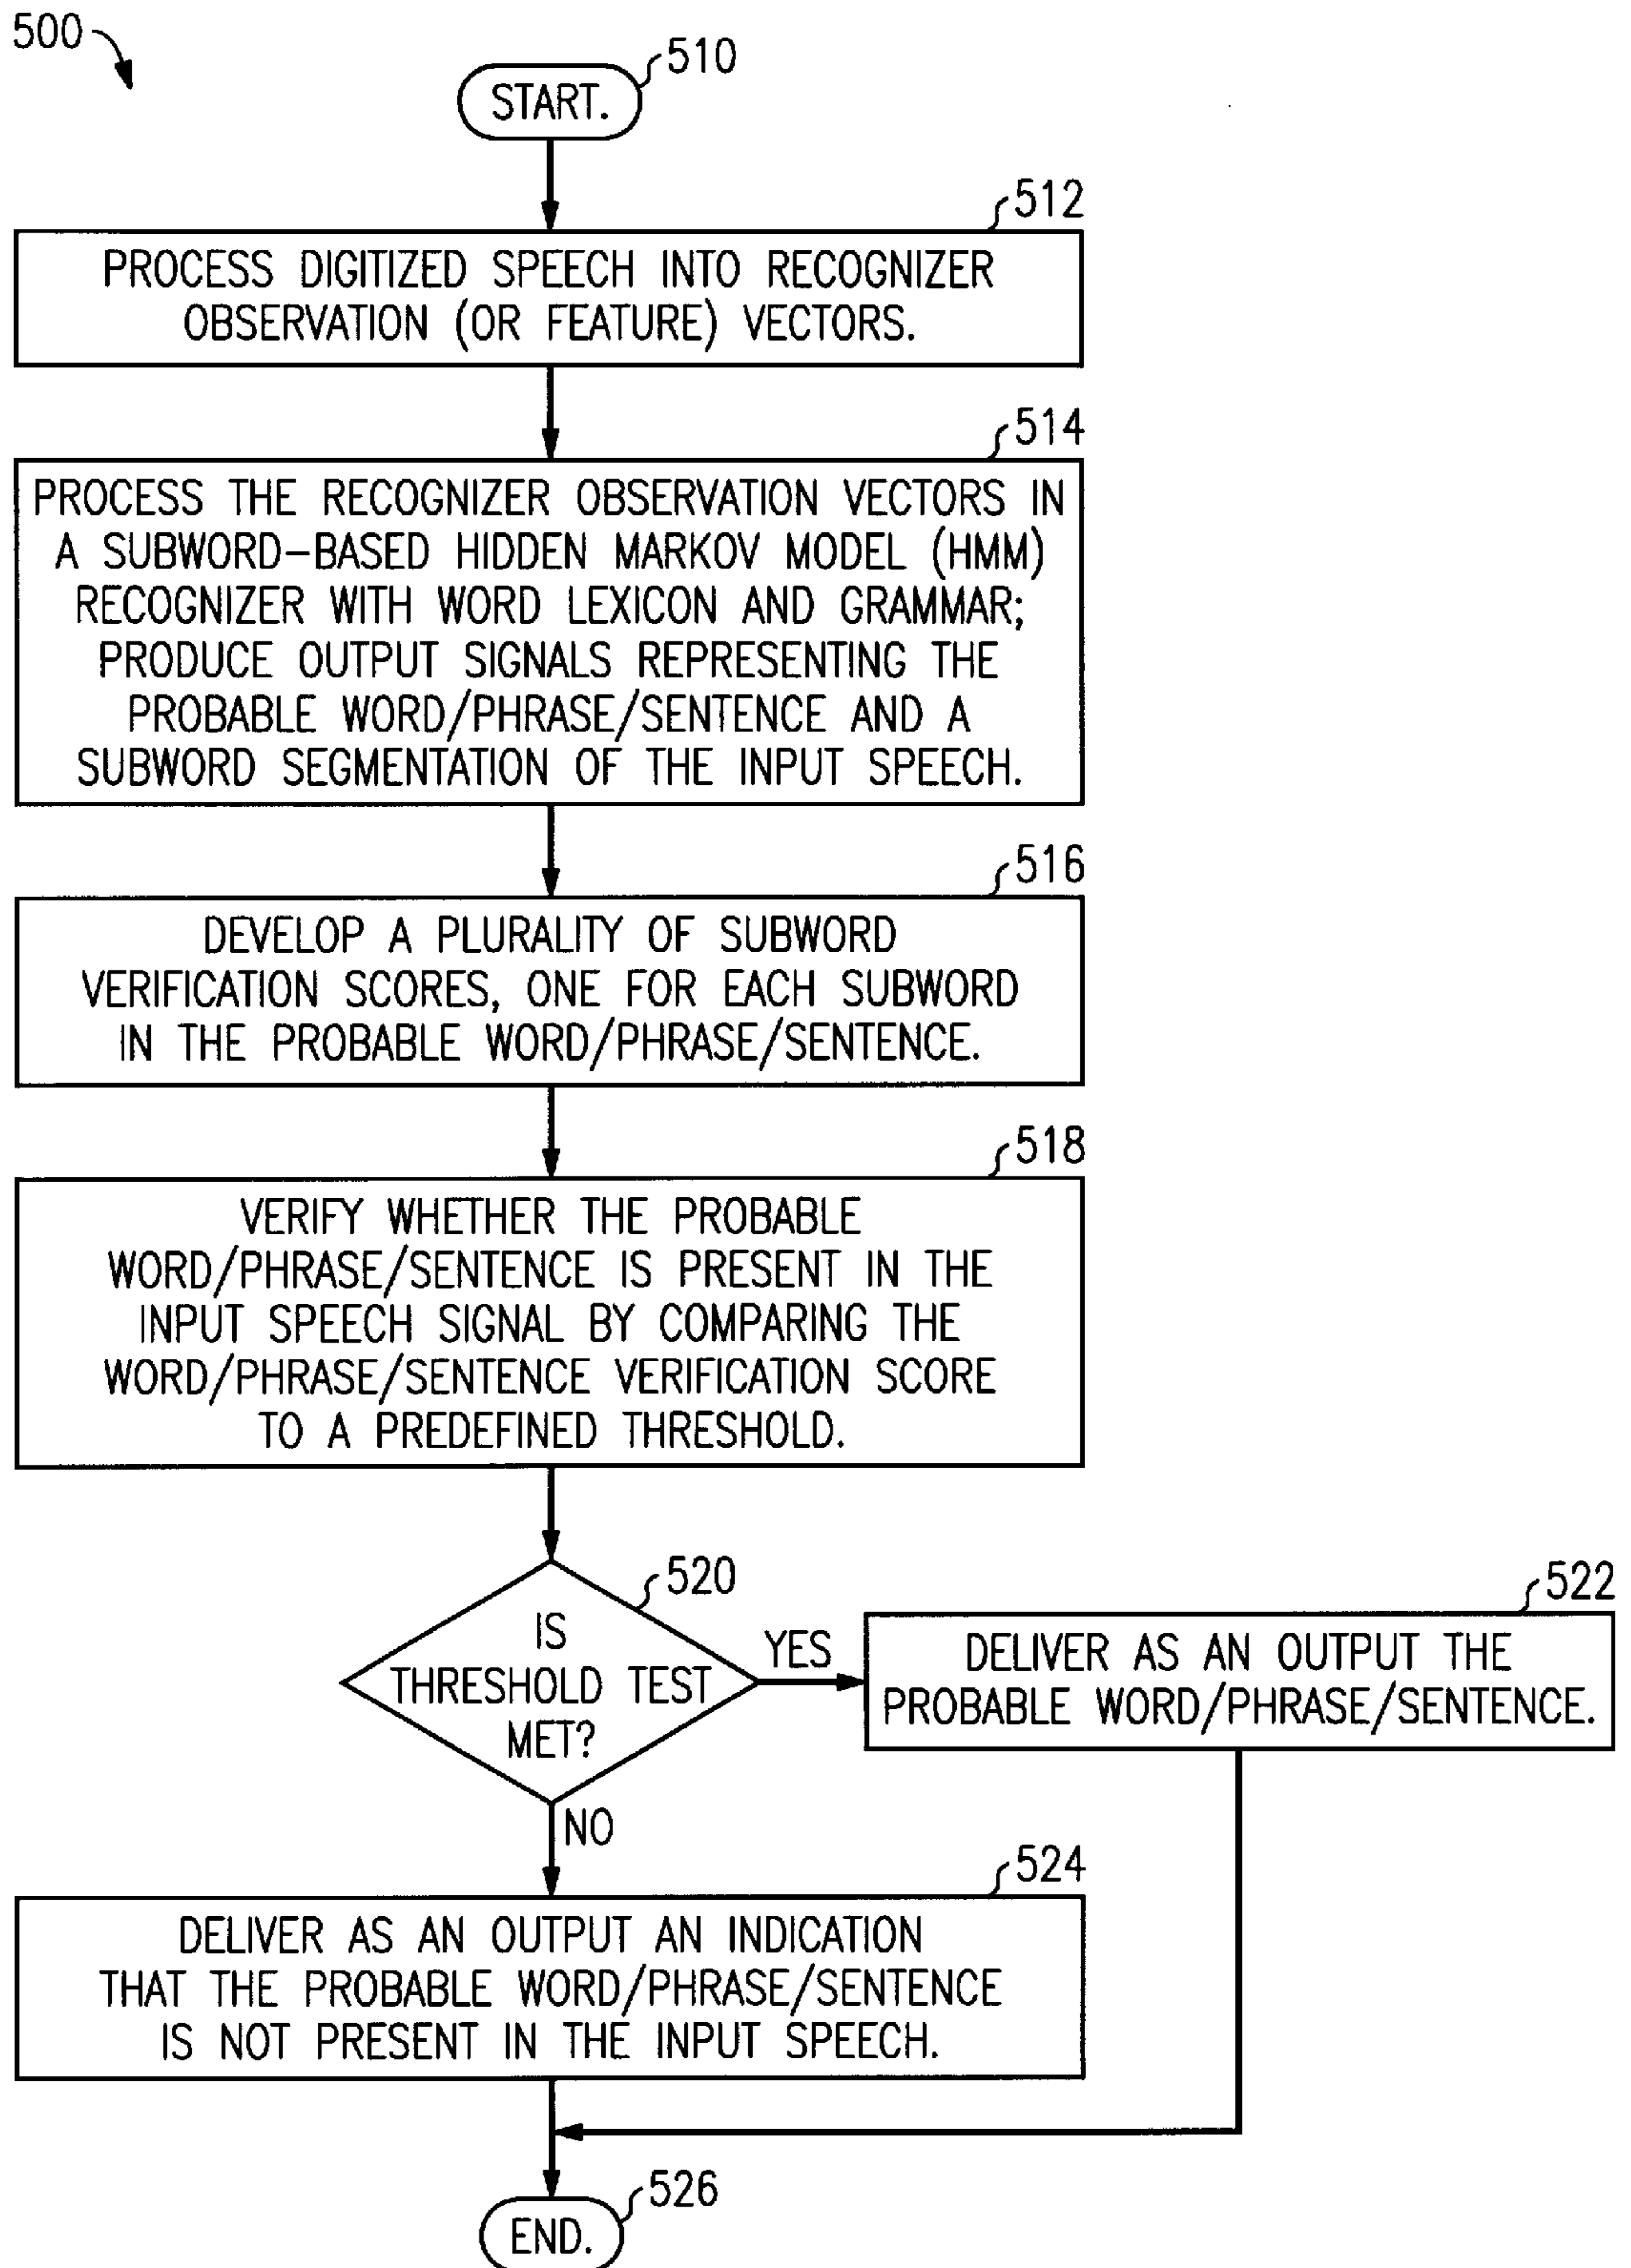 500
510
START.
512
PROCESS DIGITIZED SPEECH INTO RECOGNIZER
OBSERVATION (OR FEATURE) VECTORS.
514
PROCESS THE RECOGNIZER OBSERVATION VECTORS IN
A SUBWORD-BASED HIDDEN MARKOV MODEL (HMM)
RECOGNIZER WITH WORD LEXICON AND GRAMMAR;
PRODUCE OUTPUT SIGNALS REPRESENTING THE
PROBABLE WORD/PHRASE/SENTENCE AND A
SUBWORD SEGMENTATION OF THE INPUT SPEECH.
516
DEVELOP A PLURALITY OF SUBWORD
VERIFICATION SCORES, ONE FOR EACH SUBWORD
IN THE PROBABLE WORD/PHRASE/SENTENCE.
518
VERIFY WHETHER THE PROBABLE
WORD/PHRASE/SENTENCE IS PRESENT IN THE
INPUT SPEECH SIGNAL BY COMPARING THE
WORD/PHRASE/SENTENCE VERIFICATION SCORE
TO A PREDEFINED THRESHOLD.
520
IS
THRESHOLD TEST
MET?
YES
522
DELIVER AS AN OUTPUT THE
PROBABLE WORD/PHRASE/SENTENCE.
NO
524
DELIVER AS AN OUTPUT AN INDICATION
THAT THE PROBABLE WORD/PHRASE/SENTENCE
IS NOT PRESENT IN THE INPUT SPEECH.
526
END.